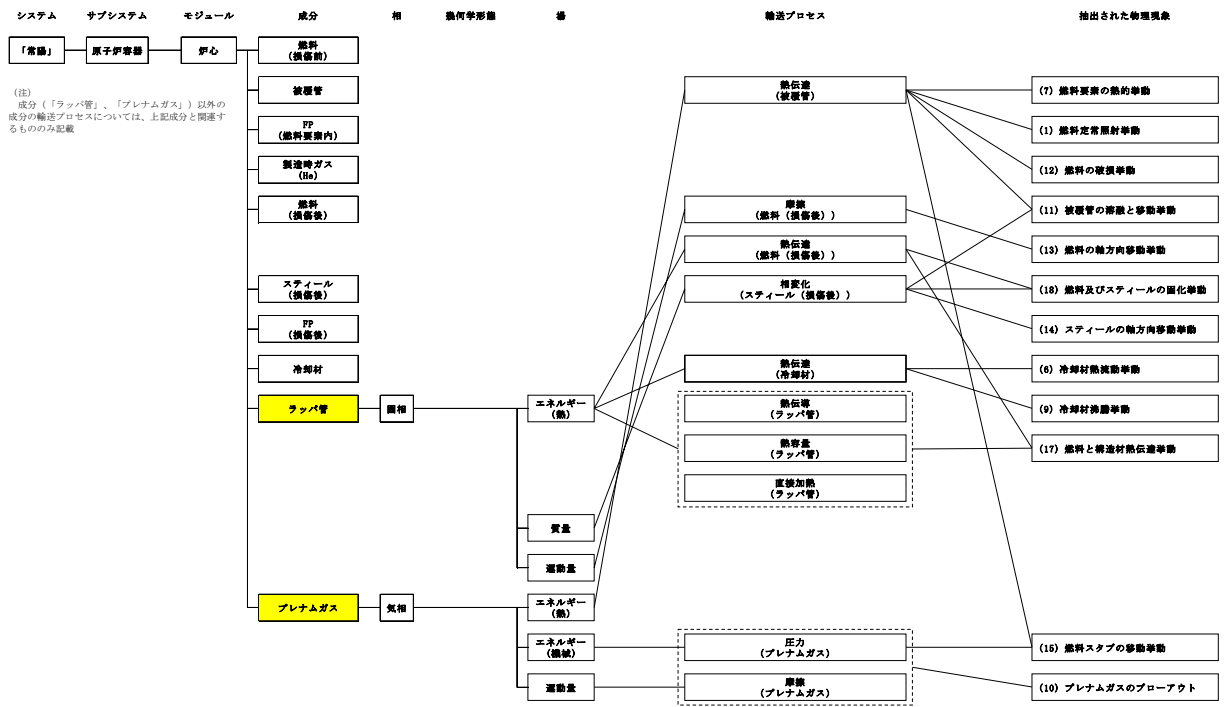 システム
サブシステム
モジュール
成分
相
幾何学形態
場
輸送プロセス
抽出された物理現象
「常陽」
原子炉容器
炉心
燃料
(損傷前)
被覆管
FP
(燃料要素内)
製造時ガス
(He)
燃料
(損傷後)
スティール
(損傷後)
FP
(損傷後)
冷却材
ラッパ管
プレナムガス
(注)
成分(「ラッパ管」、「プレナムガス」)以外の
成分の輸送プロセスについては、上記成分と関連す
るもののみ記載
固相
気相
エネルギー
(熱)
質量
運動量
エネルギー
(熱)
エネルギー
(機械)
運動量
熱伝達
(被覆管)
摩擦
(燃料(損傷後))
熱伝達
(燃料(損傷後))
相変化
(スティール(損傷後))
熱伝達
(冷却材)
熱伝導
(ラッパ管)
熱容量
(ラッパ管)
直接加熱
(ラッパ管)
圧力
(プレナムガス)
摩擦
(プレナムガス)
(7) 燃料要素の熱的挙動
(1) 燃料定常照射挙動
(12) 燃料の破損挙動
(11) 被覆管の溶融と移動挙動
(13) 燃料の軸方向移動挙動
(18) 燃料及びスティールの固化挙動
(14) スティールの軸方向移動挙動
(6) 冷却材熱流動挙動
(9) 冷却材沸騰挙動
(17) 燃料と構造材熱伝達挙動
(15) 燃料スタブの移動挙動
(10) プレナムガスのブローアウト